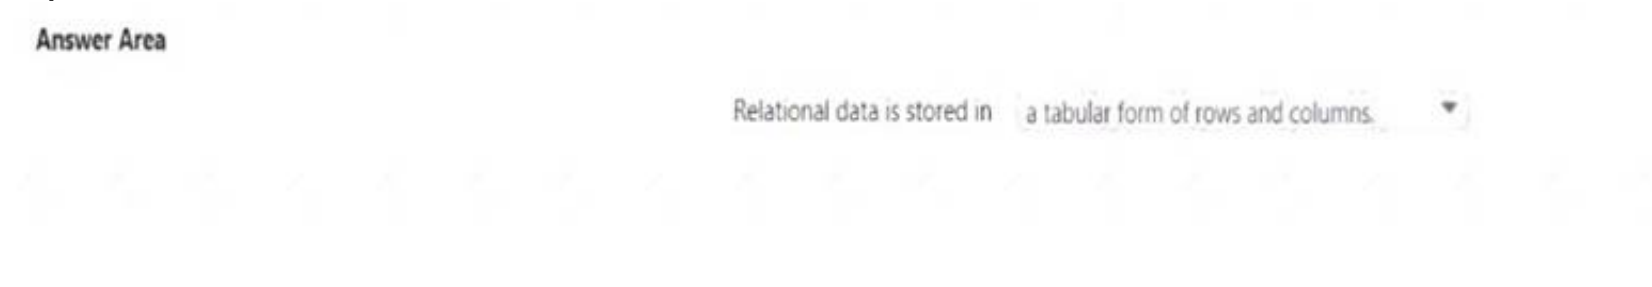 Answer Area
Relational data is stored in a tabular form of rows and columns.